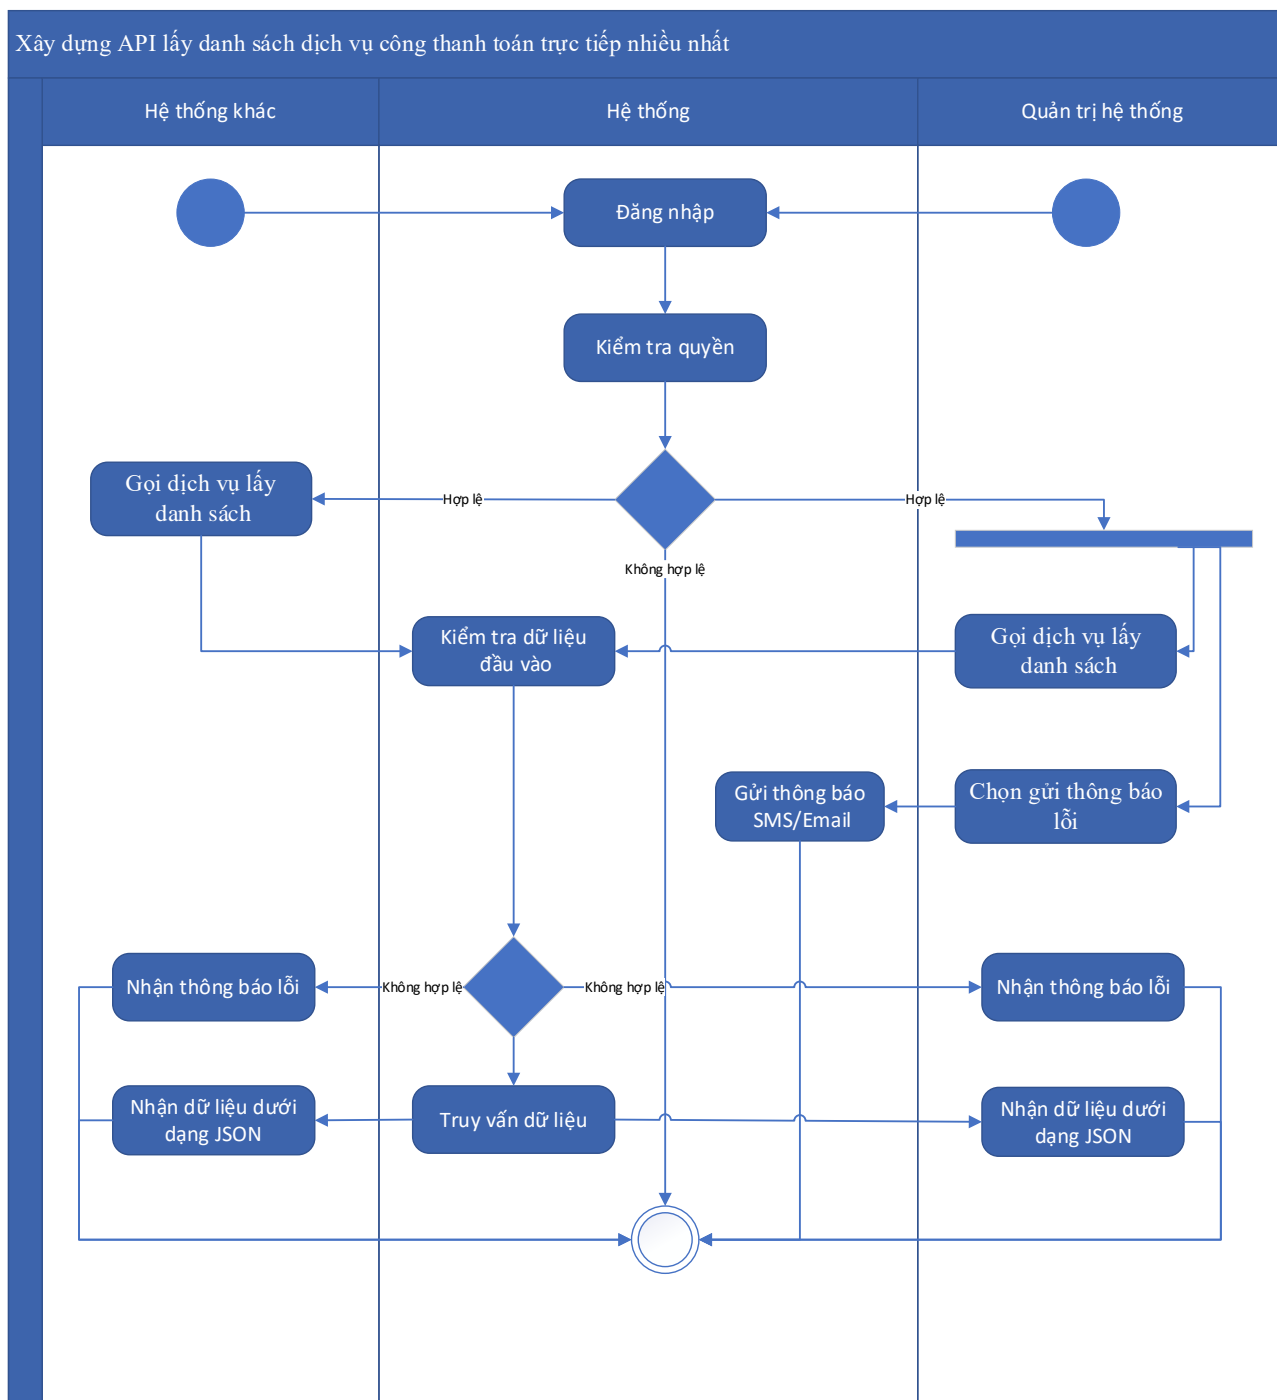 Xây dựng API lấy danh sách dịch vụ công thanh toán trực tiếp nhiều nhất
Hệ thống khác
Hệ thống
Quản trị hệ thống
Đăng nhập
Kiểm tra quyền
Gọi dịch vụ lấy
danh sách
Hợp lệ
Hợp lệ
Không hợp lệ
Kiểm tra dữ liệu
đầu vào
Gọi dịch vụ lấy
danh sách
Gửi thông báo
SMS/Email
Chọn gửi thông báo
lỗi
Nhận thông báo lỗi
Không hợp lệ
Không hợp lệ
Nhận thông báo lỗi
Nhận dữ liệu dưới
dạng JSON
Truy vấn dữ liệu
Nhận dữ liệu dưới
dạng JSON